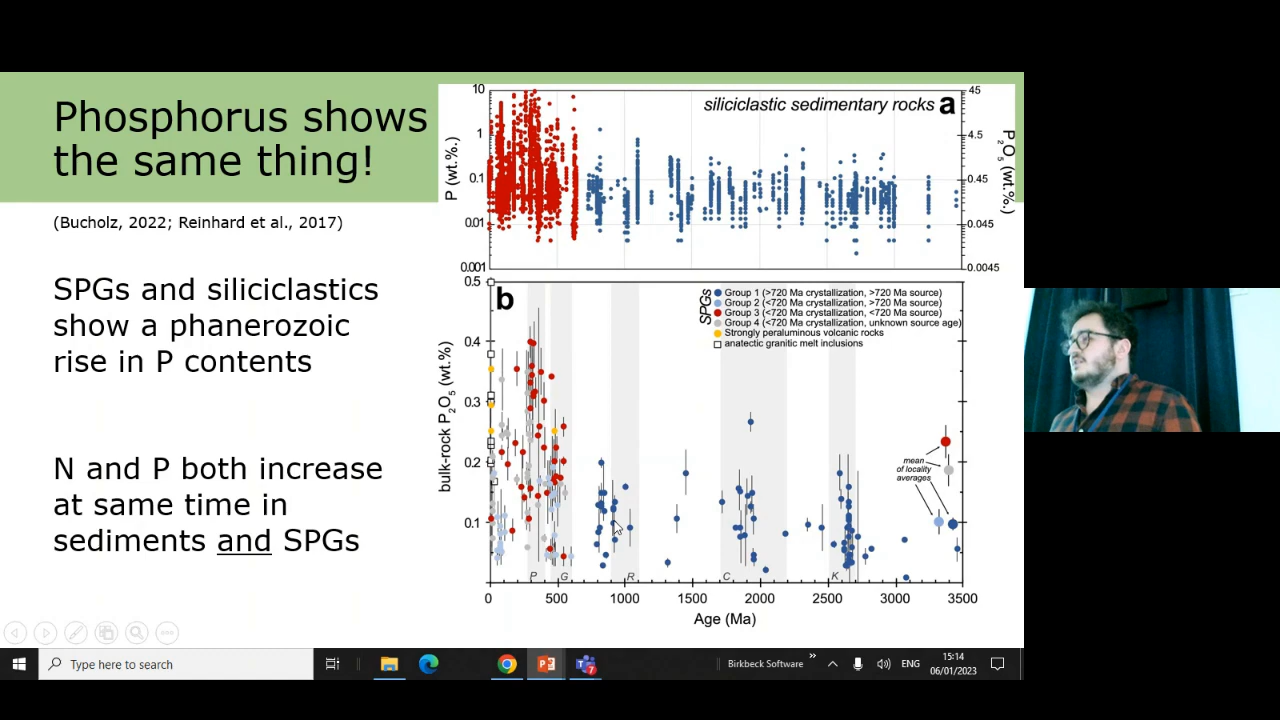 Phosphorus shows
the same thing!
(Bucholz, 2022; Reinhard et al., 2017)
SPGs and siliciclastics
show a phanerozoic
rise in P contents
N and P both increase
at same time in
sediments and SPGs
siliciclastic sedimentary rocks a
P (wt.%.)
10
1
0.1
0.01
0.001
P2O5 (wt.%.)
45
4.5
0.45
0.045
0.0045
b
SPGs
Group 1 (>720 Ma crystallization, >720 Ma source)
Group 2 (<720 Ma crystallization, >720 Ma source)
Group 3 (<720 Ma crystallization, <720 Ma source)
Group 4 (<720 Ma crystallization, unknown source age)
Strongly peraluminous volcanic rocks
anatectic granitic melt inclusions
bulk-rock P2O5 (wt.%)
0.5
0.4
0.3
0.2
0.1
mean
of locality
averages
P G R C K
0 500 1000 1500 2000 2500 3000 3500
Age (Ma)
Type here to search
7
Birkbeck Software
ENG
15:14
06/01/2023